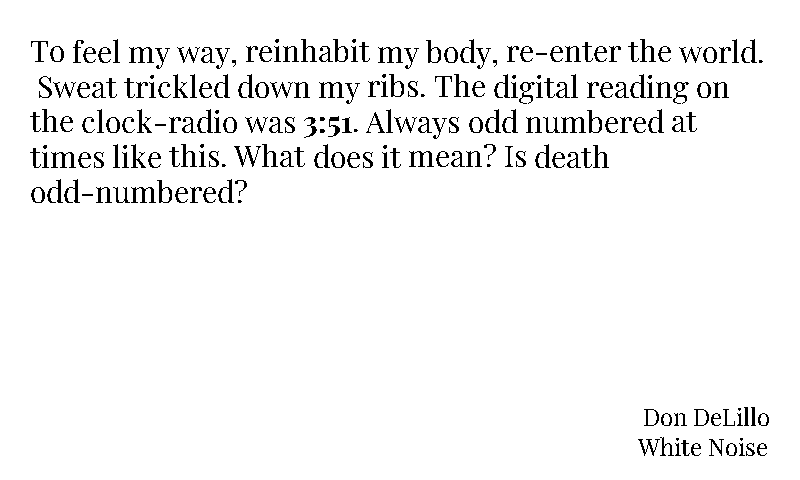 To feel my way, reinhabit my body, re-enter the world.
Sweat trickled down my ribs. The digital reading on
the clock-radio was 3:51. Always odd numbered at
times like this. What does it mean? Is death
odd-numbered?
Don DeLillo
White Noise